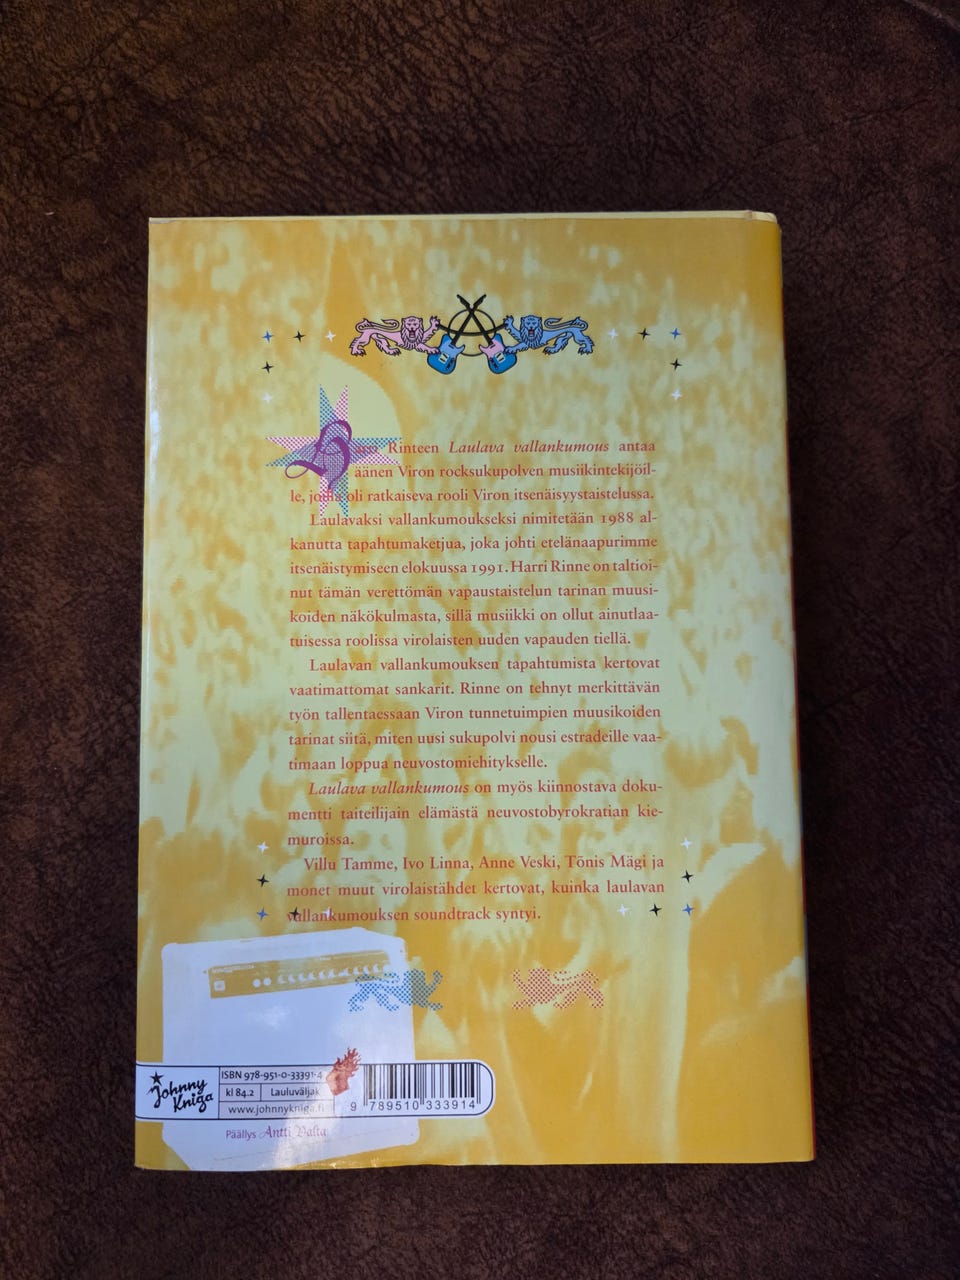 Rinteen Laulava vallankumous antaa
äänen Viron rocksukupolven musiikintekijöil-
le, joilla oli ratkaiseva rooli Viron itsenäisyystaistelussa.
Laulavaksi vallankumoukseksi nimitetään 1988 al-
kanutta tapahtumaketjua, joka johti etelänaapurimme
itsenäistymiseen elokuussa 1991. Harri Rinne on taltioi-
nut tämän verettömän vapaustaistelun tarinan muusi-
koiden näkökulmasta, sillä musiikki on ollut ainutlaa-
tuisessa roolissa virolaisten uuden vapauden tiellä.
Laulavan vallankumouksen tapahtumista kertovat
vaatimattomat sankarit. Rinne on tehnyt merkittävän
työn tallentaessaan Viron tunnetuimpien muusikoiden
tarinat siitä, miten uusi sukupolvi nousi estradeille vaa-
timaan loppua neuvostomiehitykselle.
Laulava vallankumous on myös kiinnostava doku-
mentti taiteilijain elämästä neuvostobyrokratian kie-
muroissa.
Villu Tamme, Ivo Linna, Anne Veski, Tõnis Mägi ja
monet muut virolaistähdet kertovat, kuinka laulavan
vallankumouksen soundtrack syntyi.
Johnny
Kniga
ISBN 978-951-0-33391-4
kl 84.2 Lauluväljak
www.johnnykniga.fi
9 789510 333914
Päällys Antti